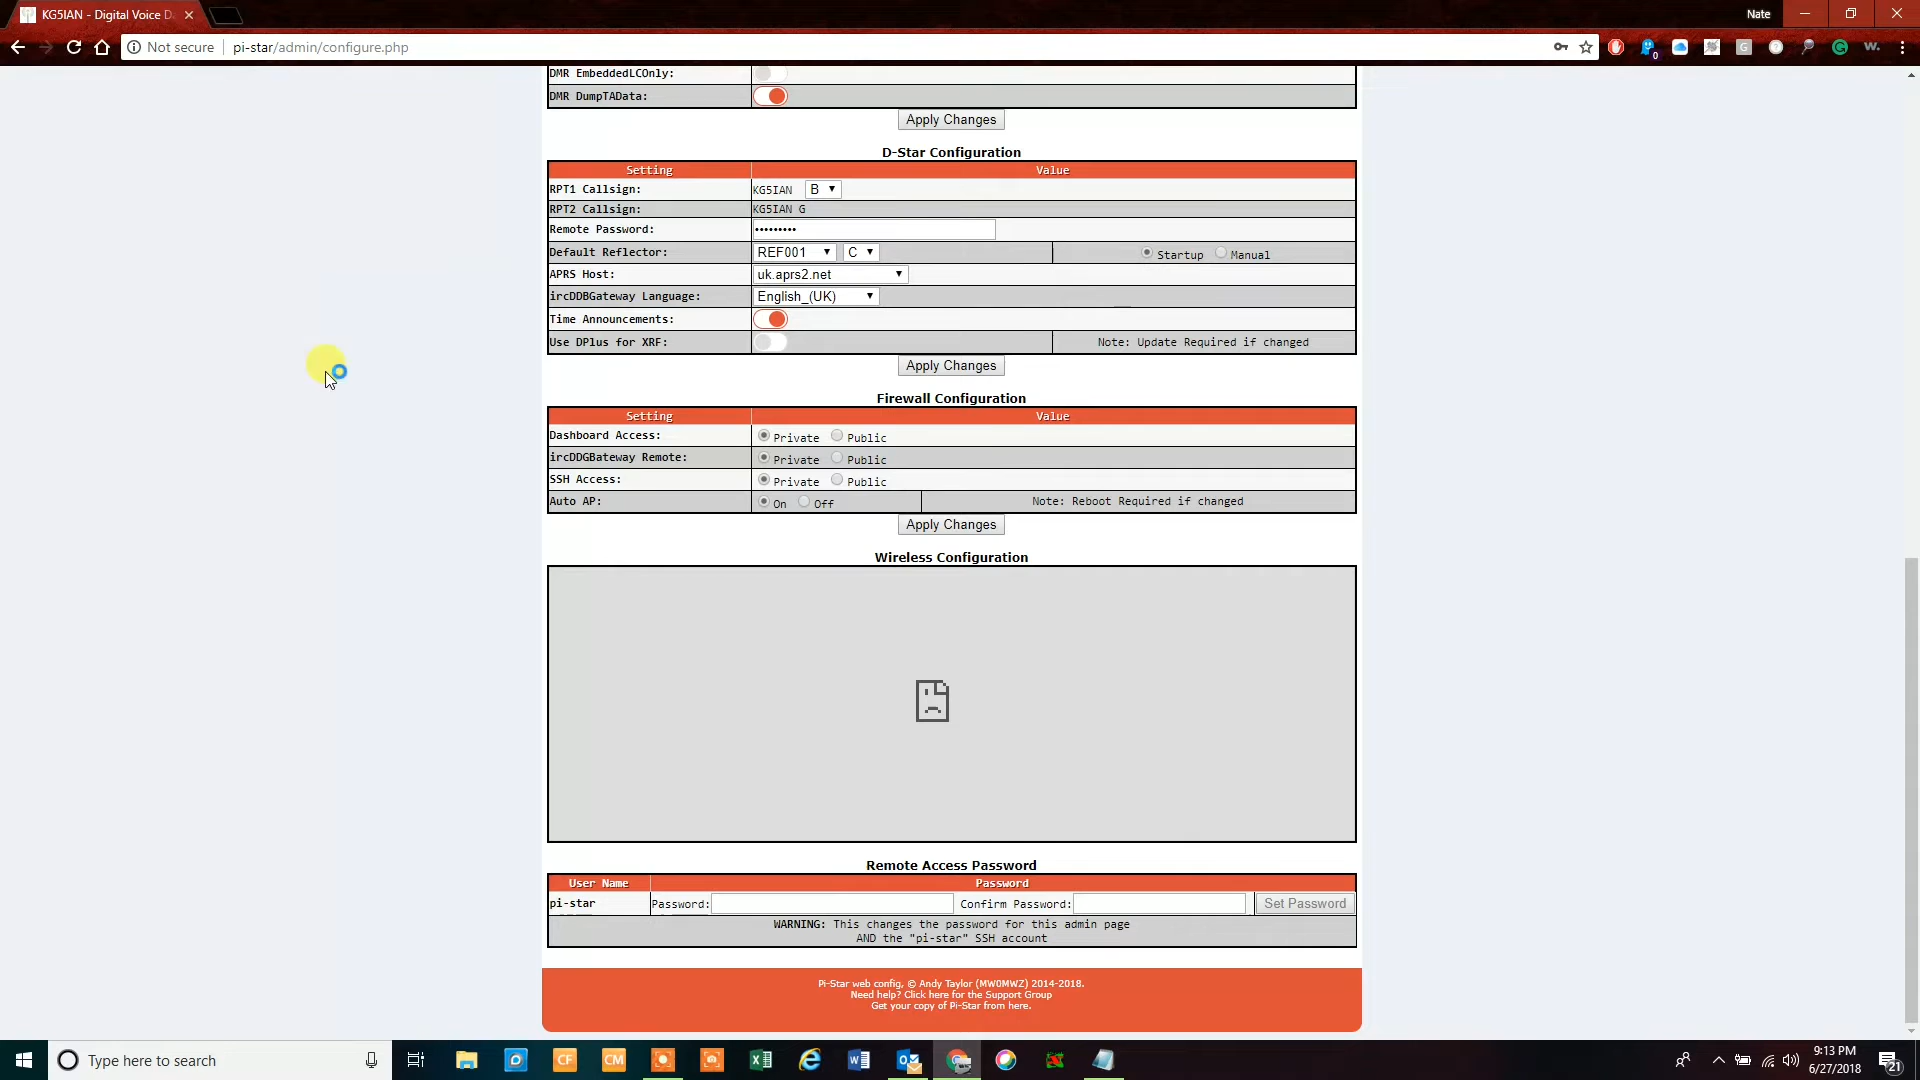 KG5IAN - Digital Voice D
Nate
Not secure
pi-star/admin/configure.php
0
G
w.
DMR EmbeddedLCOnly:
DMR DumpTAData:
Apply Changes
D-Star Configuration
Setting Value
RPT1 Callsign: KG5IAN B
RPT2 Callsign: KG5IAN G
Remote Password: •••••••••
Default Reflector: REF001 C Startup Manual
APRS Host: uk.aprs2.net
ircDDBGateway Language: English_(UK)
Time Announcements:
Use DPlus for XRF: Note: Update Required if changed
Apply Changes
Firewall Configuration
Setting Value
Dashboard Access: Private Public
ircDDGBateway Remote: Private Public
SSH Access: Private Public
Auto AP: On Off Note: Reboot Required if changed
Apply Changes
Wireless Configuration
Remote Access Password
User Name Password
pi-star Password: Confirm Password: Set Password
WARNING: This changes the password for this admin page
AND the "pi-star" SSH account
Pi-Star web config, © Andy Taylor (MW0MWZ) 2014-2018.
Need help? Click here for the Support Group
Get your copy of Pi-Star from here.
Type here to search
CF
CM
9:13 PM
6/27/2018
21